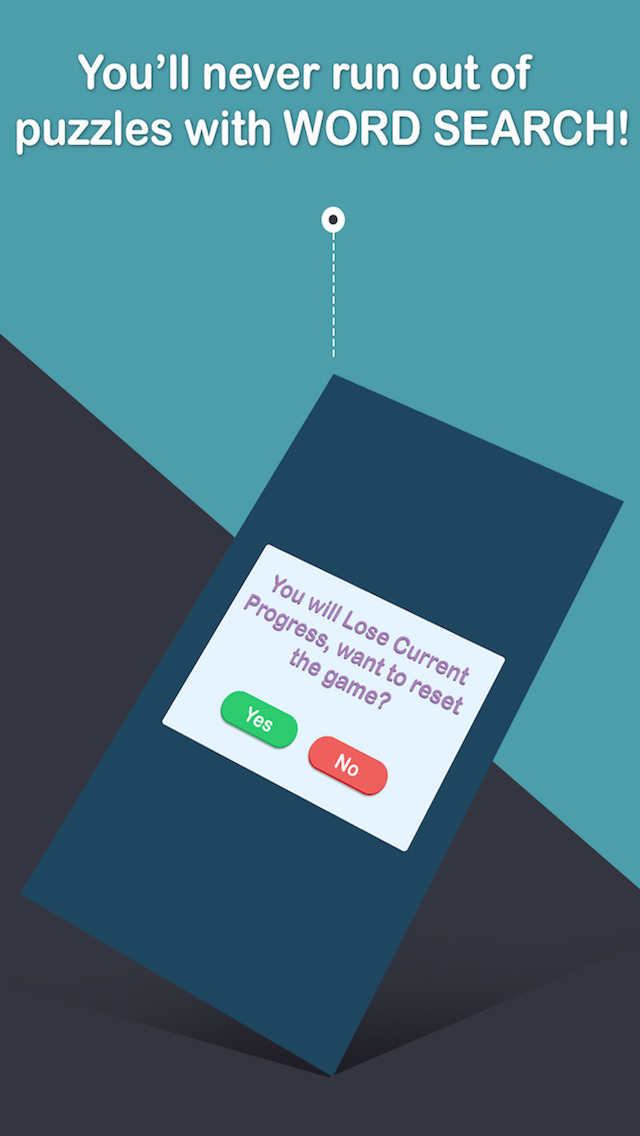 You’ll never run out of
puzzles with WORD SEARCH!
You will Lose Current
Progress, want to reset
the game?
Yes
No